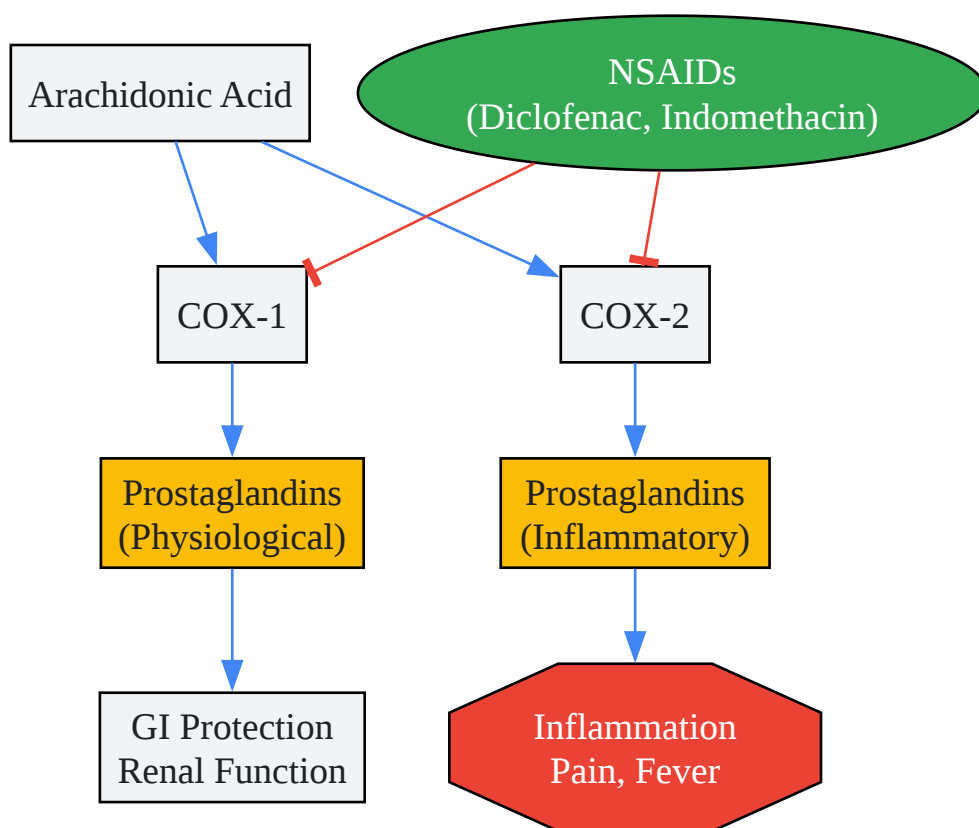 Arachidonic Acid
NSAIDs
(Diclofenac, Indomethacin)
COX-1
COX-2
Prostaglandins
(Physiological)
Prostaglandins
(Inflammatory)
GI Protection
Renal Function
Inflammation
Pain, Fever